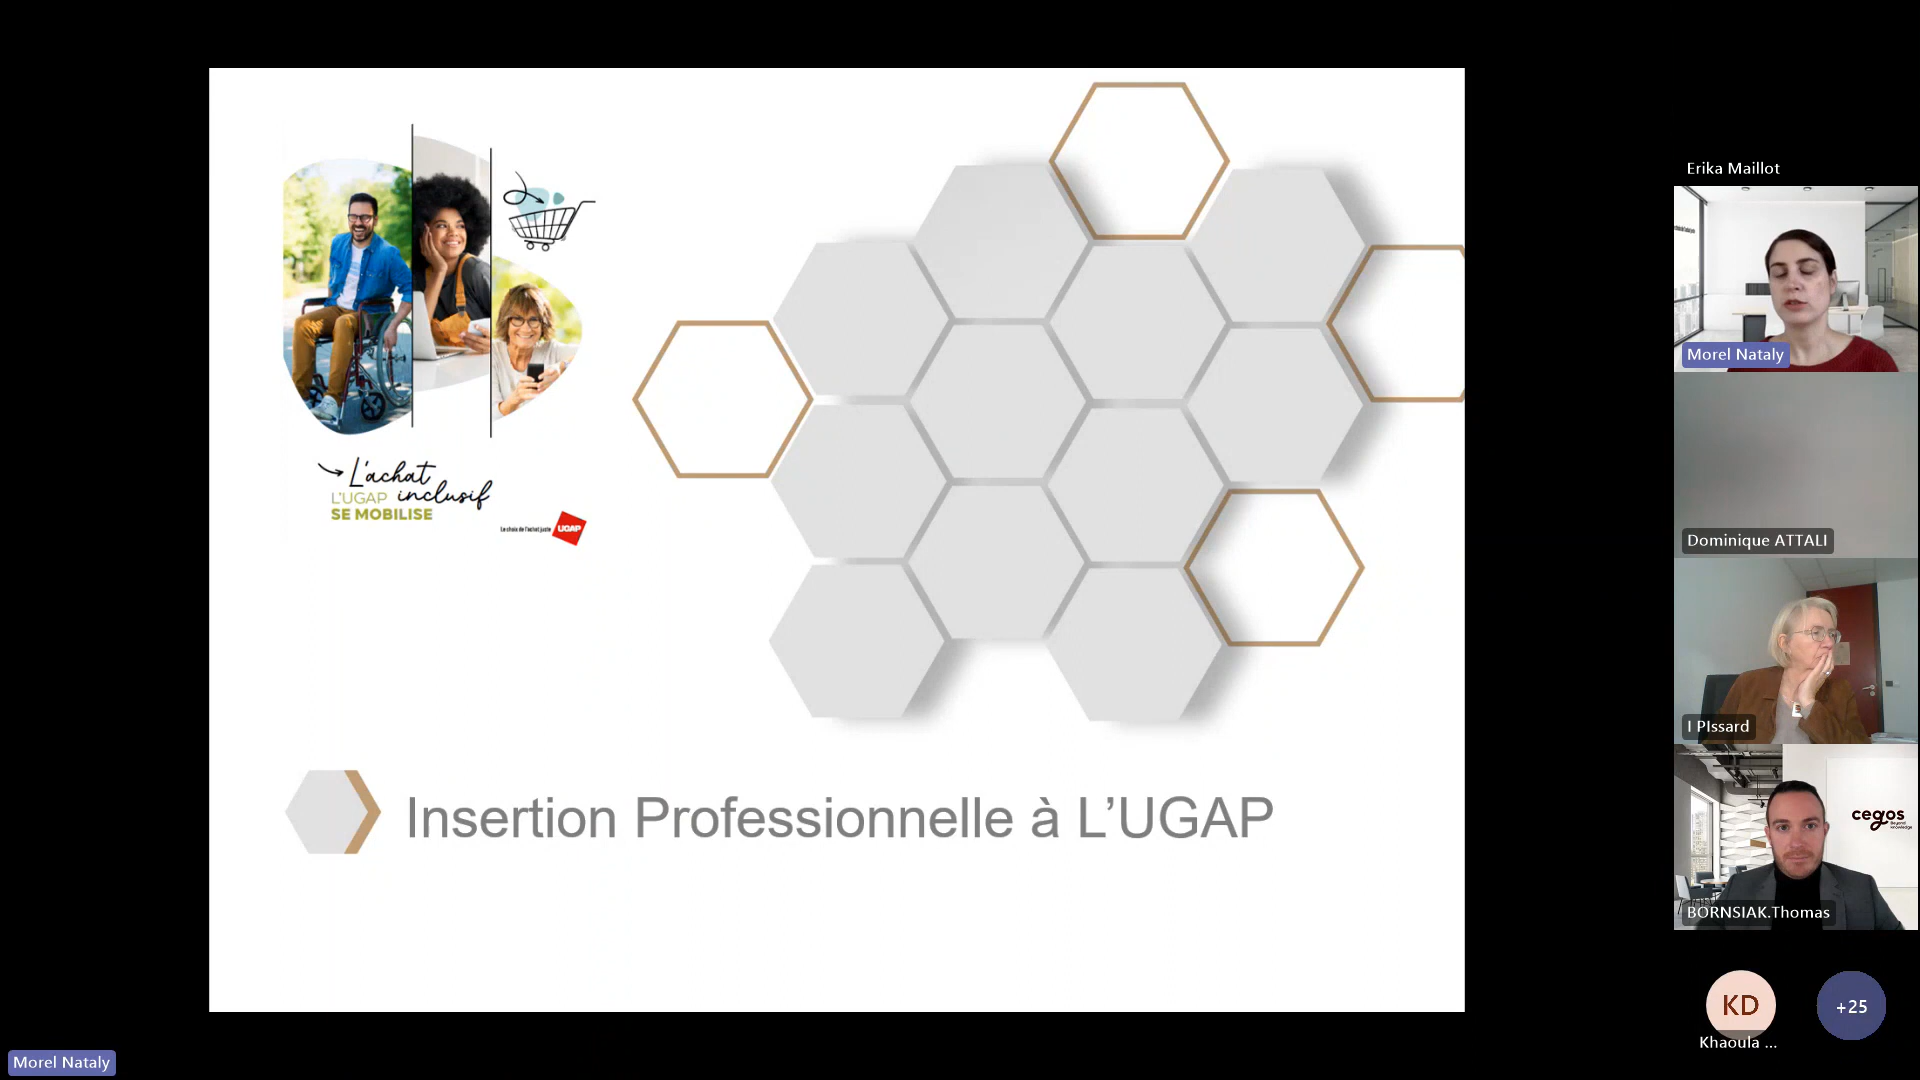 L'achat
L'UGAP inclusif
SE MOBILISE
Le choix de l'achat juste
UGAP
Insertion Professionnelle à L’UGAP
Erika Maillot
Morel Nataly
Dominique ATTALI
I PIssard
cegos
BORNSIAK.Thomas
KD
+25
Khaoula ...
Morel Nataly